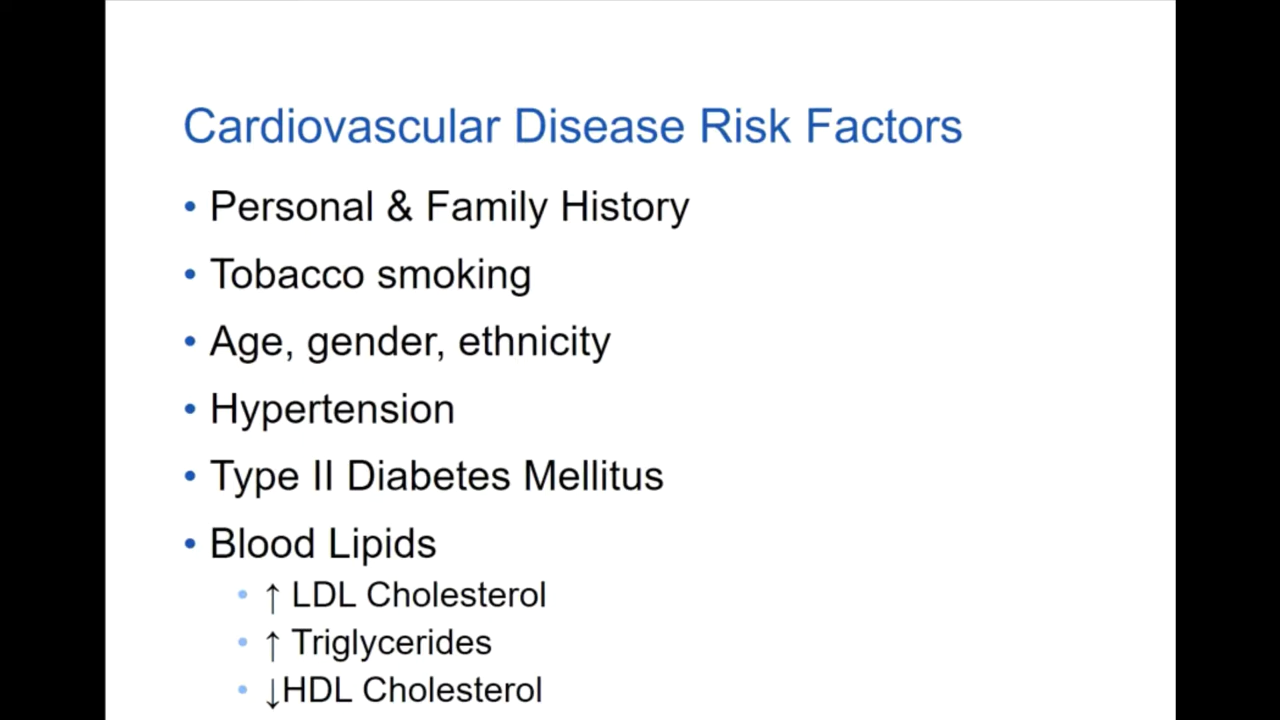 Cardiovascular Disease Risk Factors
• Personal & Family History
• Tobacco smoking
• Age, gender, ethnicity
• Hypertension
• Type II Diabetes Mellitus
• Blood Lipids
• ↑ LDL Cholesterol
• ↑ Triglycerides
• ↓HDL Cholesterol